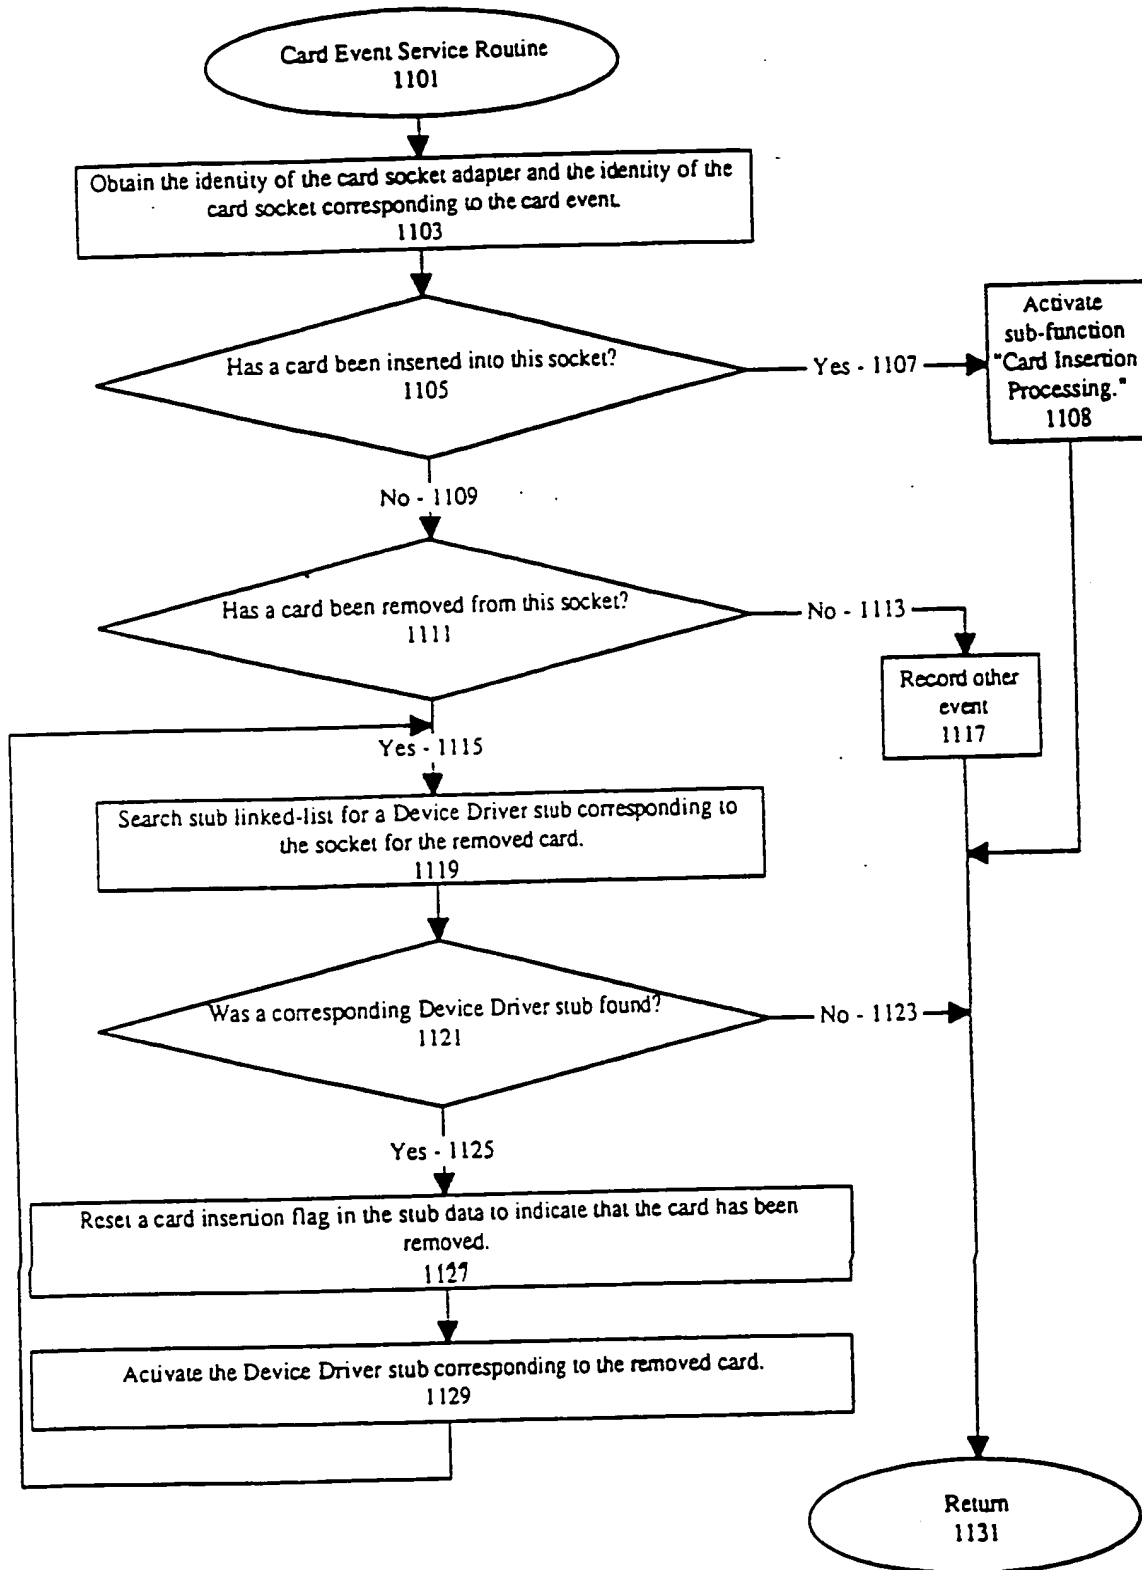 Card Event Service Routine
1101
Obtain the identity of the card socket adapter and the identity of the
card socket corresponding to the card event.
1103
Has a card been inserted into this socket?
1105
Yes - 1107
Activate
sub-function
"Card Insertion
Processing."
1108
No - 1109
Has a card been removed from this socket?
1111
No - 1113
Record other
event
1117
Yes - 1115
Search stub linked-list for a Device Driver stub corresponding to
the socket for the removed card.
1119
Was a corresponding Device Driver stub found?
1121
No - 1123
Yes - 1125
Reset a card insertion flag in the stub data to indicate that the card has been
removed.
1127
Activate the Device Driver stub corresponding to the removed card.
1129
Return
1131